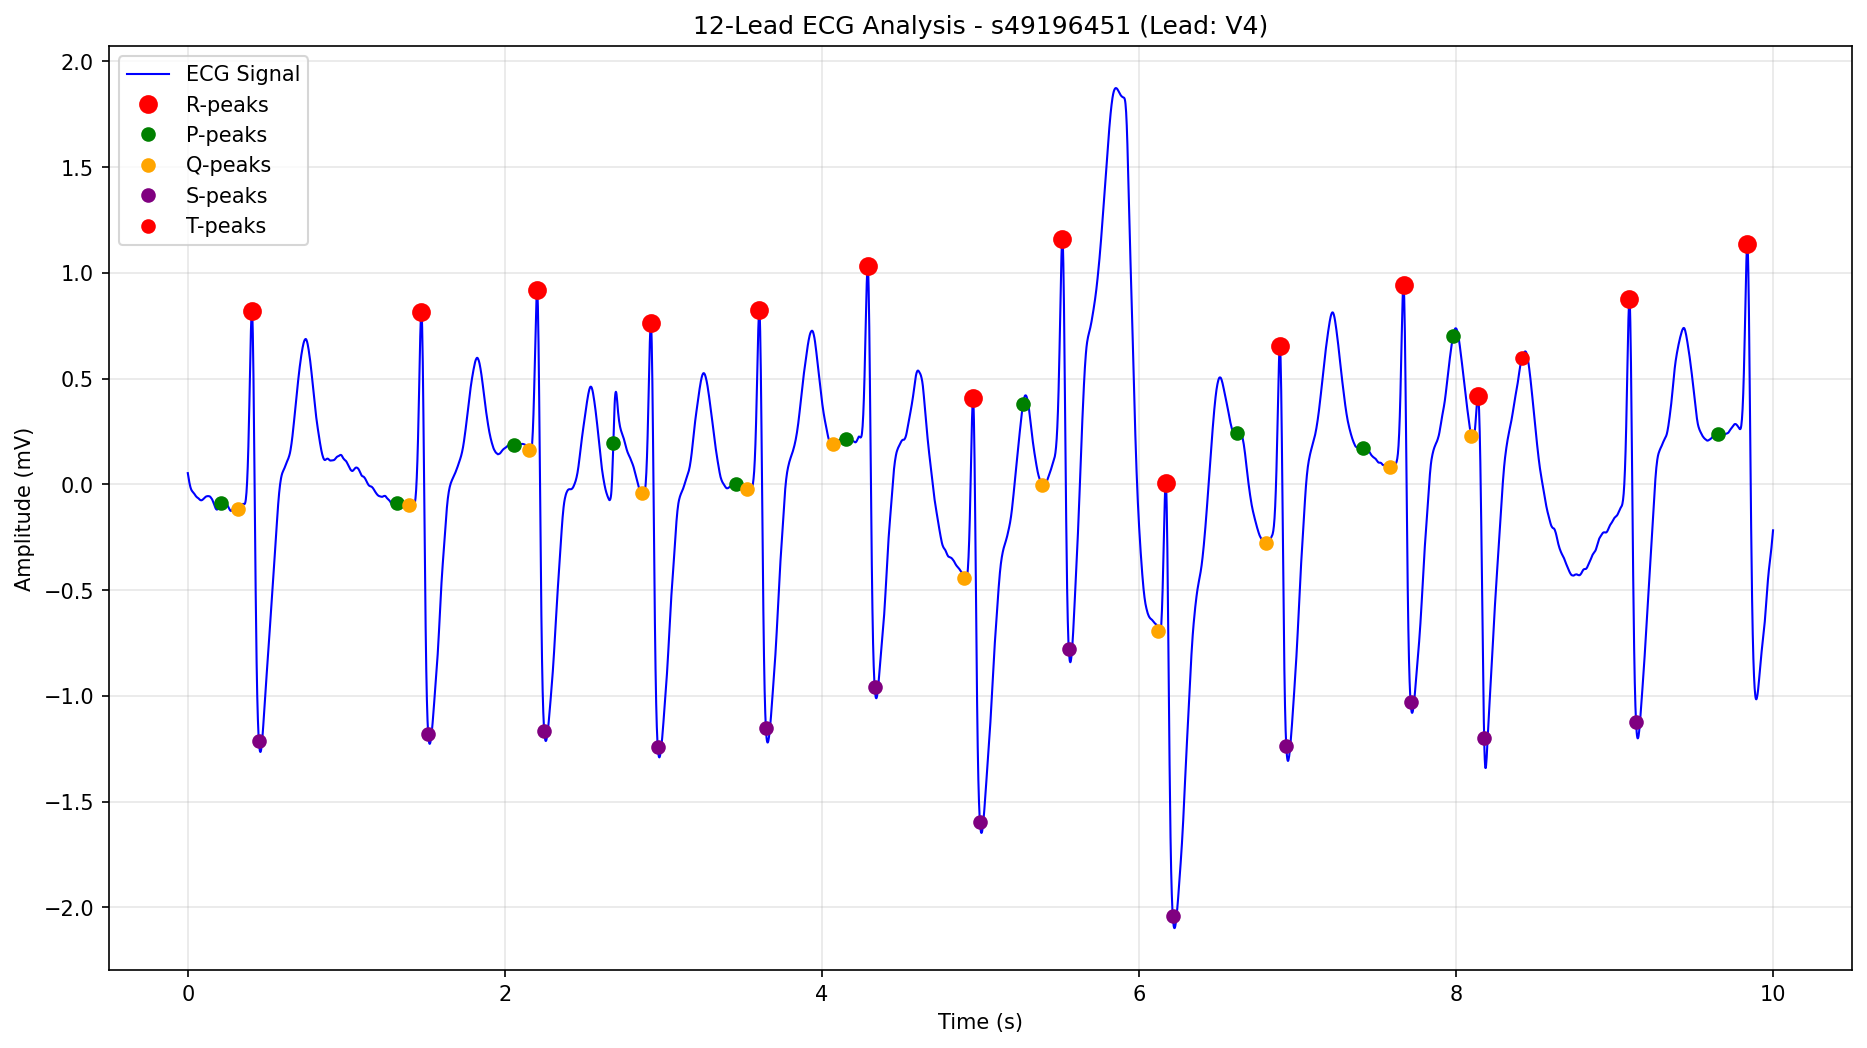 12-Lead ECG Analysis - s49196451 (Lead: V4)
ECG Signal
R-peaks
P-peaks
Q-peaks
S-peaks
T-peaks
Amplitude (mV)
2.0
1.5
1.0
0.5
0.0
−0.5
−1.0
−1.5
−2.0
0 2 4 6 8 10
Time (s)